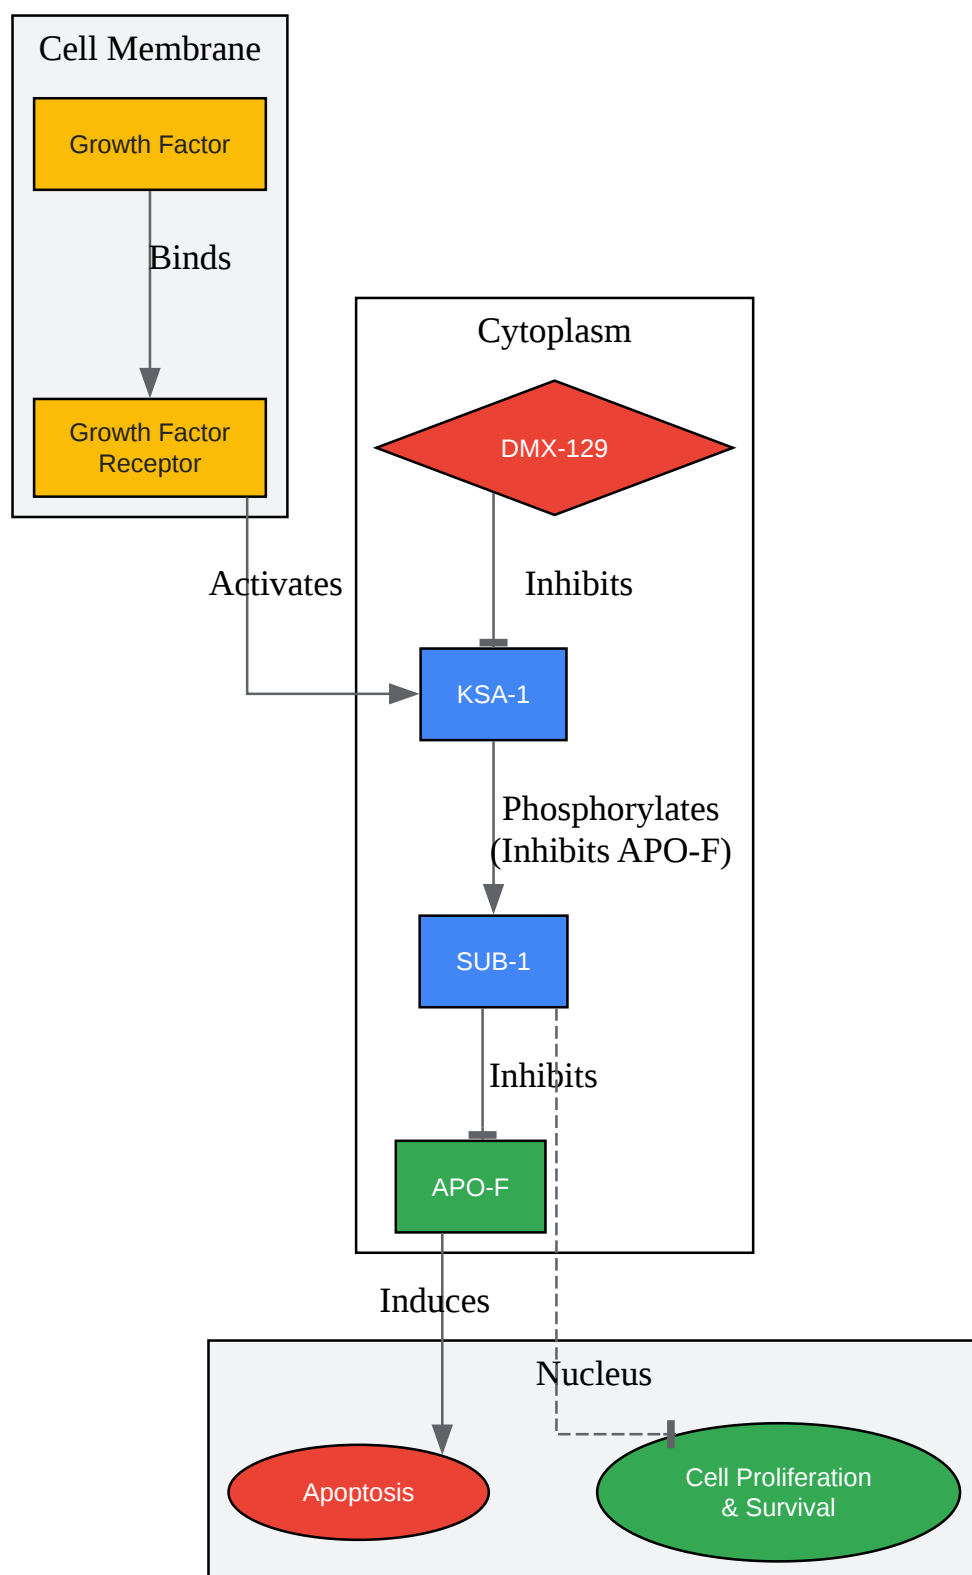 Cell Membrane
Growth Factor
Binds
Growth Factor
Receptor
Activates
Cytoplasm
DMX-129
Inhibits
KSA-1
Phosphorylates
(Inhibits APO-F)
SUB-1
Inhibits
APO-F
Induces
Nucleus
Apoptosis
Cell Proliferation
& Survival